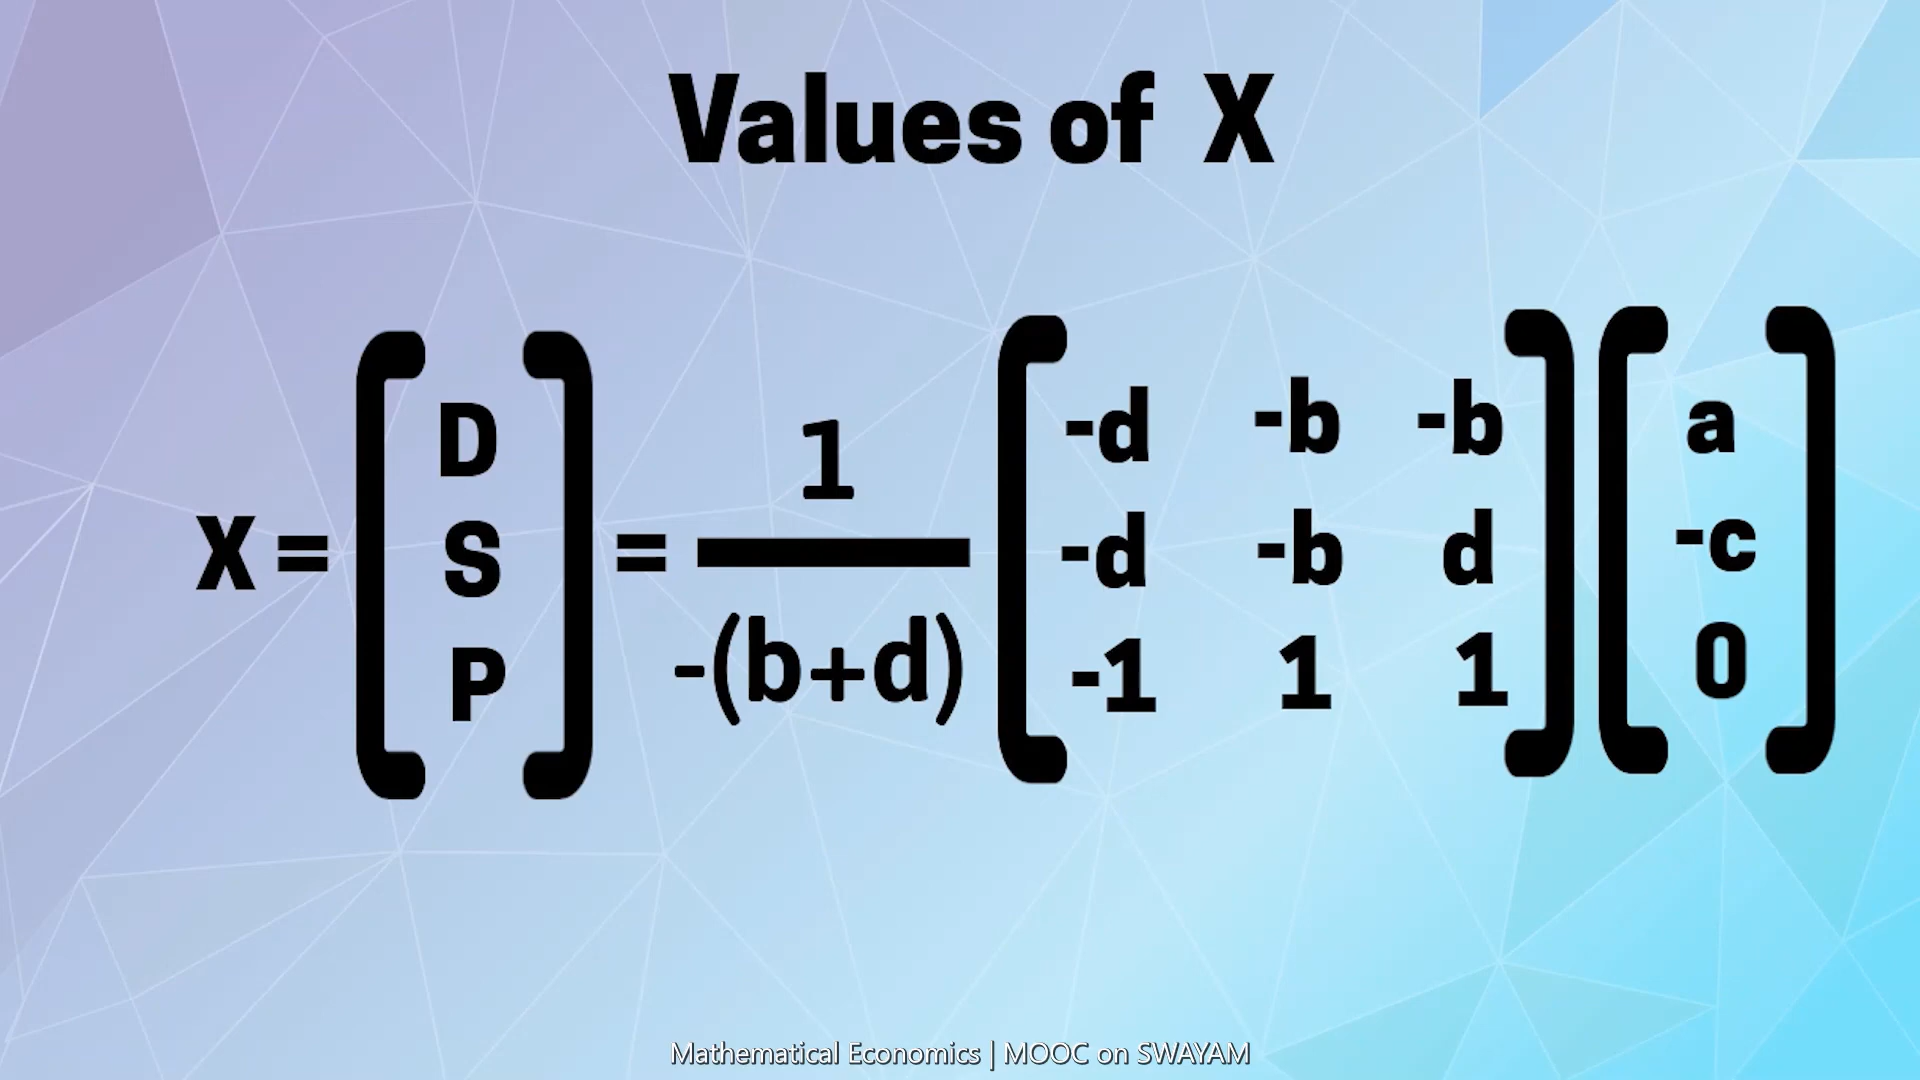 Values of X
X = [ D S P ] = 1 / -(b+d) [ -d -b -b
-d -b d
-1 1 1 ] [ a -c 0 ]
Mathematical Economics | MOOC on SWAYAM